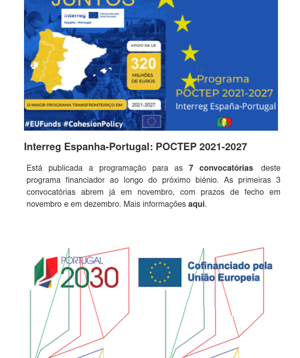 JUNTOS
Interreg
España - Portugal
APOIO DA UE
320
MILHÕES
DE EUROS
Programa
POCTEP 2021-2027
Interreg España-Portugal
O MAIOR PROGRAMA TRANSFRONTEIRIÇO EM
2021-2027
#EUFunds #CohesionPolicy
Interreg Espanha-Portugal: POCTEP 2021-2027
Está publicada a programação para as 7 convocatórias deste
programa financiador ao longo do próximo biénio. As primeiras 3
convocatórias abrem já em novembro, com prazos de fecho em
novembro e em dezembro. Mais informações aqui.
PORTUGAL
2030
Cofinanciado pela
União Europeia